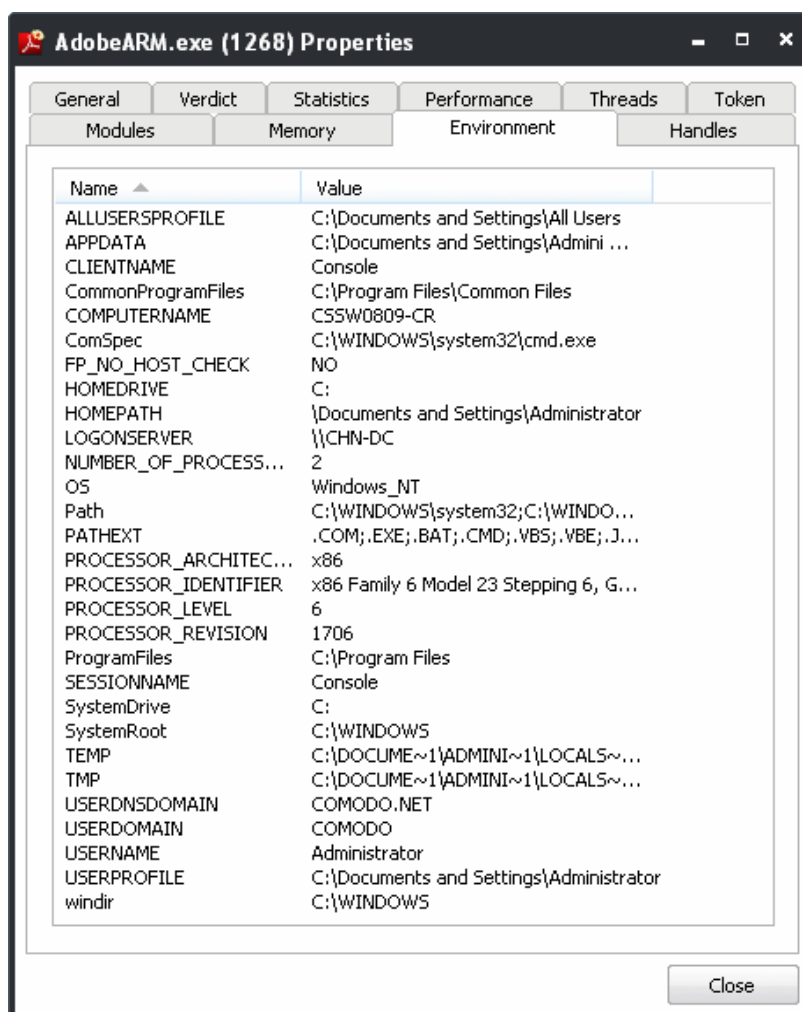 AdobeARM.exe (1268) Properties
General Verdict Statistics Performance Threads Token
Modules Memory Environment Handles
Name Value
ALLUSERSPROFILE C:\Documents and Settings\All Users
APPDATA C:\Documents and Settings\Admini ...
CLIENTNAME Console
CommonProgramFiles C:\Program Files\Common Files
COMPUTERNAME CSSW0809-CR
ComSpec C:\WINDOWS\system32\cmd.exe
FP_NO_HOST_CHECK NO
HOMEDRIVE C:
HOMEPATH \Documents and Settings\Administrator
LOGONSERVER \\CHN-DC
NUMBER_OF_PROCESS... 2
OS Windows_NT
Path C:\WINDOWS\system32;C:\WINDO...
PATHEXT .COM;.EXE;.BAT;.CMD;.VBS;.VBE;.J...
PROCESSOR_ARCHITEC... x86
PROCESSOR_IDENTIFIER x86 Family 6 Model 23 Stepping 6, G...
PROCESSOR_LEVEL 6
PROCESSOR_REVISION 1706
ProgramFiles C:\Program Files
SESSIONNAME Console
SystemDrive C:
SystemRoot C:\WINDOWS
TEMP C:\DOCUME~1\ADMINI~1\LOCALS~...
TMP C:\DOCUME~1\ADMINI~1\LOCALS~...
USERDNSDOMAIN COMODO.NET
USERDOMAIN COMODO
USERNAME Administrator
USERPROFILE C:\Documents and Settings\Administrator
windir C:\WINDOWS
Close